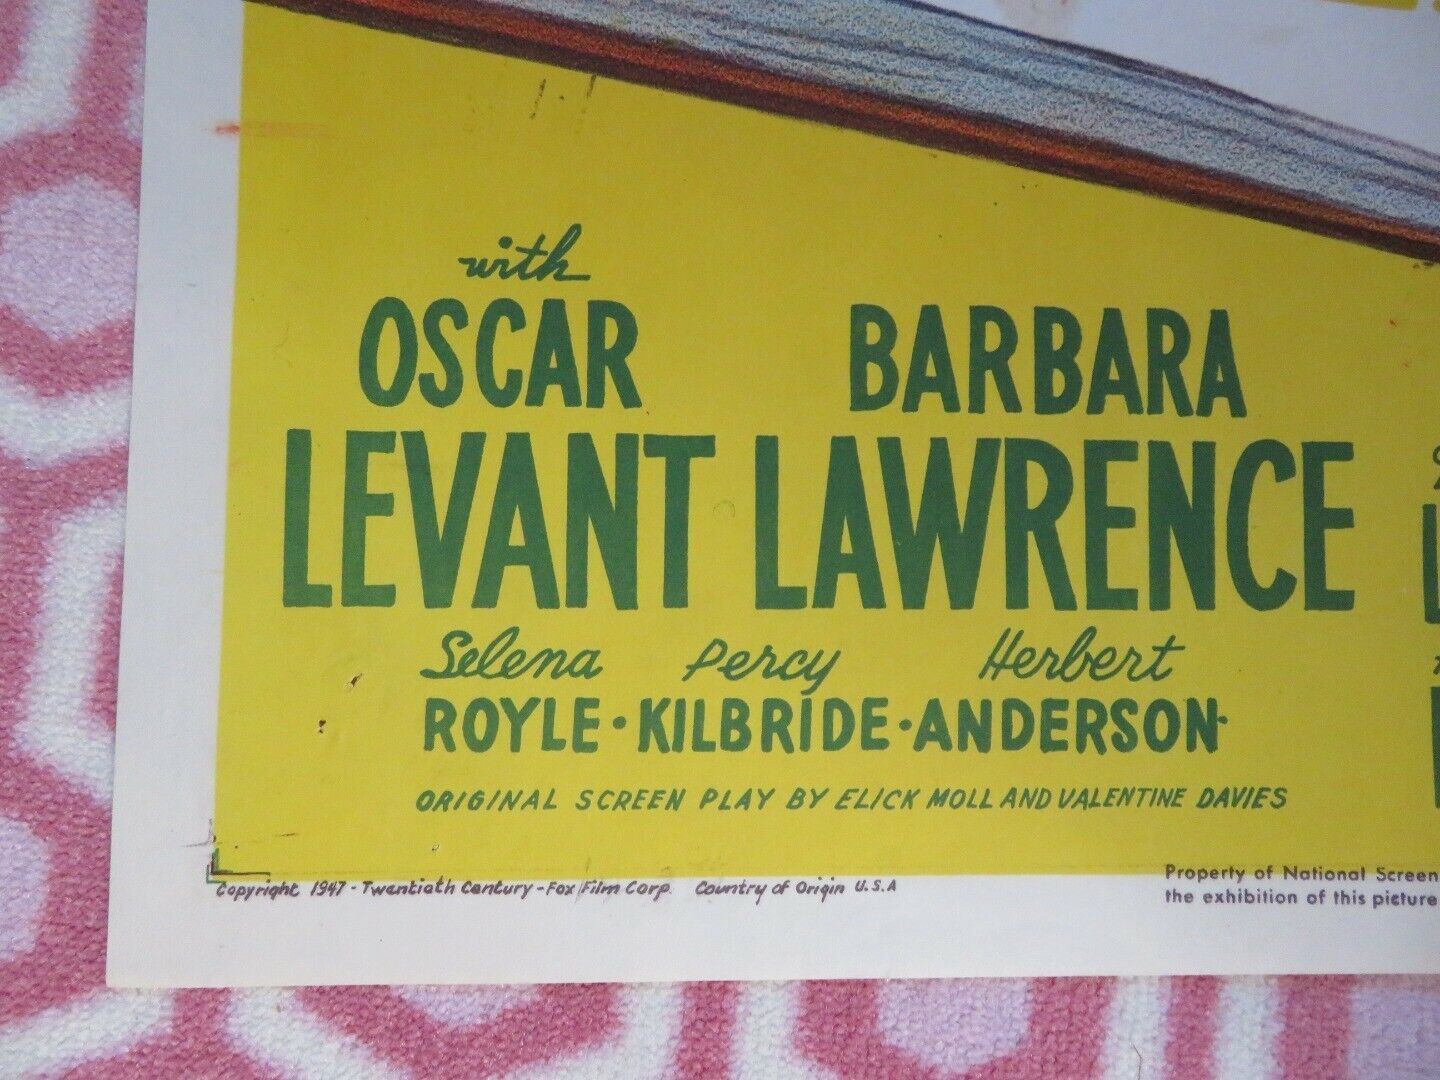 with
OSCAR BARBARA
LEVANT LAWRENCE
Selena Percy Herbert
ROYLE • KILBRIDE • ANDERSON •
ORIGINAL SCREEN PLAY BY ELICK MOLL AND VALENTINE DAVIES
Copyright 1947 - Twentieth Century - Fox Film Corp. Country of Origin U.S.A
Property of National Screen
the exhibition of this picture